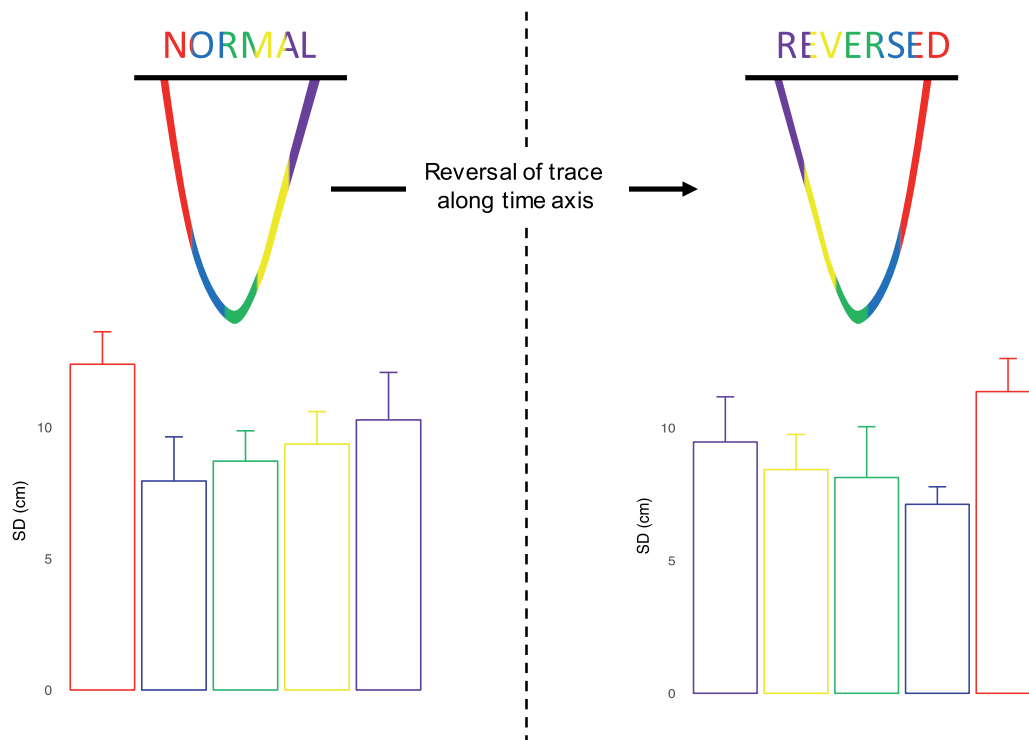 NORMAL
REVERSED
Reversal of trace
along time axis
SD (cm)
10
5
0
SD (cm)
10
5
0